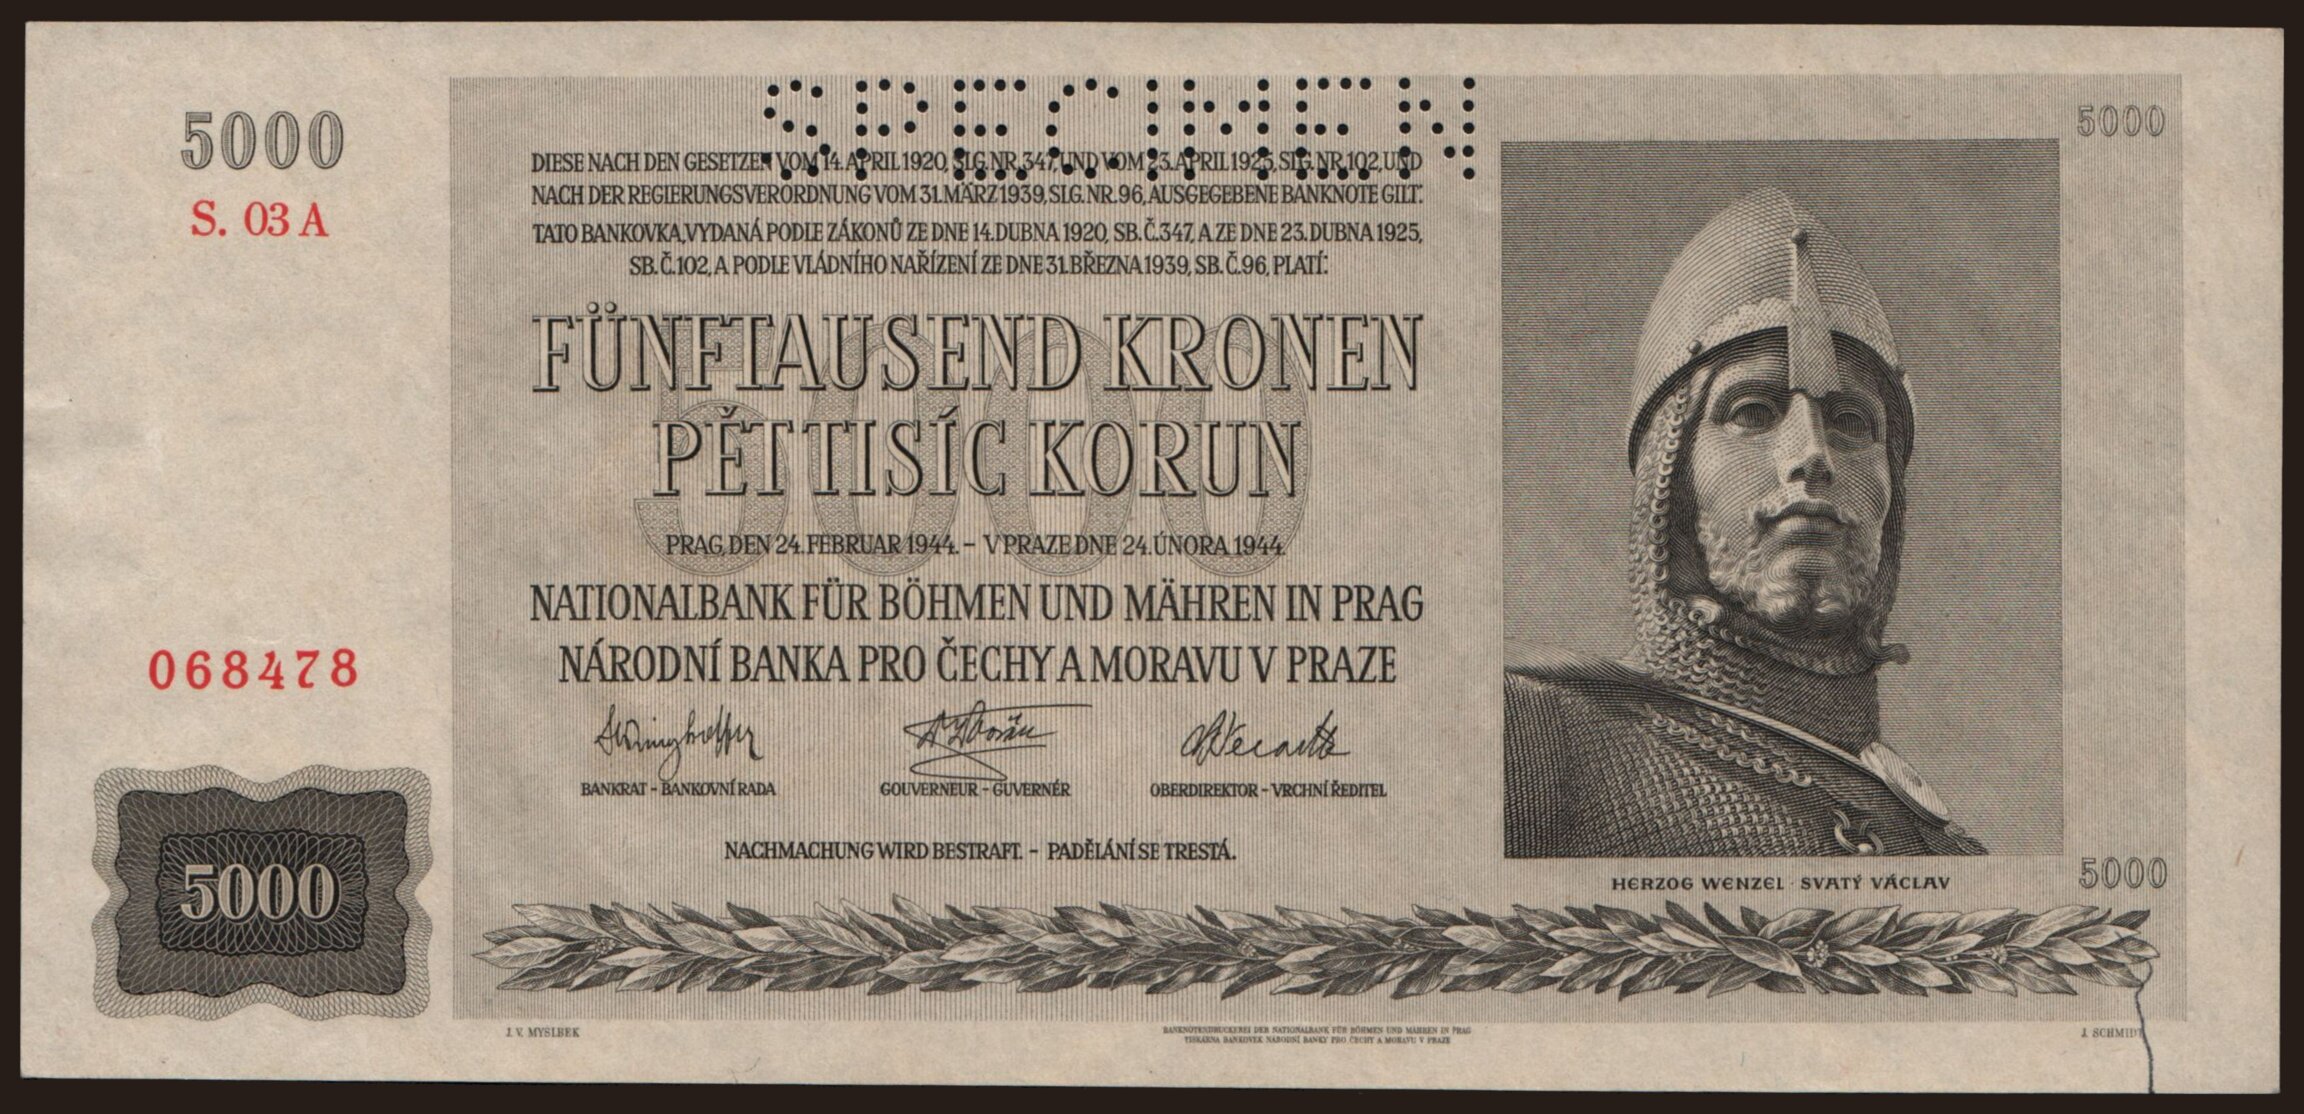 SPECIMEN
5000
5000
S. 03 A
DIESE NACH DEN GESETZEN VOM 14. APRIL 1920, SLG. NR. 347, UND VOM 23. APRIL 1925, SLG. NR. 102, UND
NACH DER REGIERUNGSVERORDNUNG VOM 31. MÄRZ 1939, SLG. NR. 96, AUSGEGEBENE BANKNOTE GILT:
TATO BANKOVKA, VYDANÁ PODLE ZÁKONŮ ZE DNE 14. DUBNA 1920, SB. Č. 347, A ZE DNE 23. DUBNA 1925,
SB. Č. 102, A PODLE VLÁDNÍHO NAŘÍZENÍ ZE DNE 31. BŘEZNA 1939, SB. Č. 96, PLATÍ:
5000
FÜNFTAUSEND KRONEN
PĚT TISÍC KORUN
PRAG, DEN 24. FEBRUAR 1944. – V PRAZE DNE 24. ÚNORA 1944.
NATIONALBANK FÜR BÖHMEN UND MÄHREN IN PRAG
NÁRODNÍ BANKA PRO ČECHY A MORAVU V PRAZE
068478
BANKRAT – BANKOVNÍ RADA
GOUVERNEUR – GUVERNÉR
OBERDIREKTOR – VRCHNÍ ŘEDITEL
NACHMACHUNG WIRD BESTRAFT. – PADĚLÁNÍ SE TRESTÁ.
5000
HERZOG WENZEL · SVATÝ VÁCLAV
5000
J. V. MYSLBEK
BANKNOTENDRUCKEREI DER NATIONALBANK FÜR BÖHMEN UND MÄHREN IN PRAG
TISKÁRNA BANKOVEK NÁRODNÍ BANKY PRO ČECHY A MORAVU V PRAZE
J. SCHMIDT